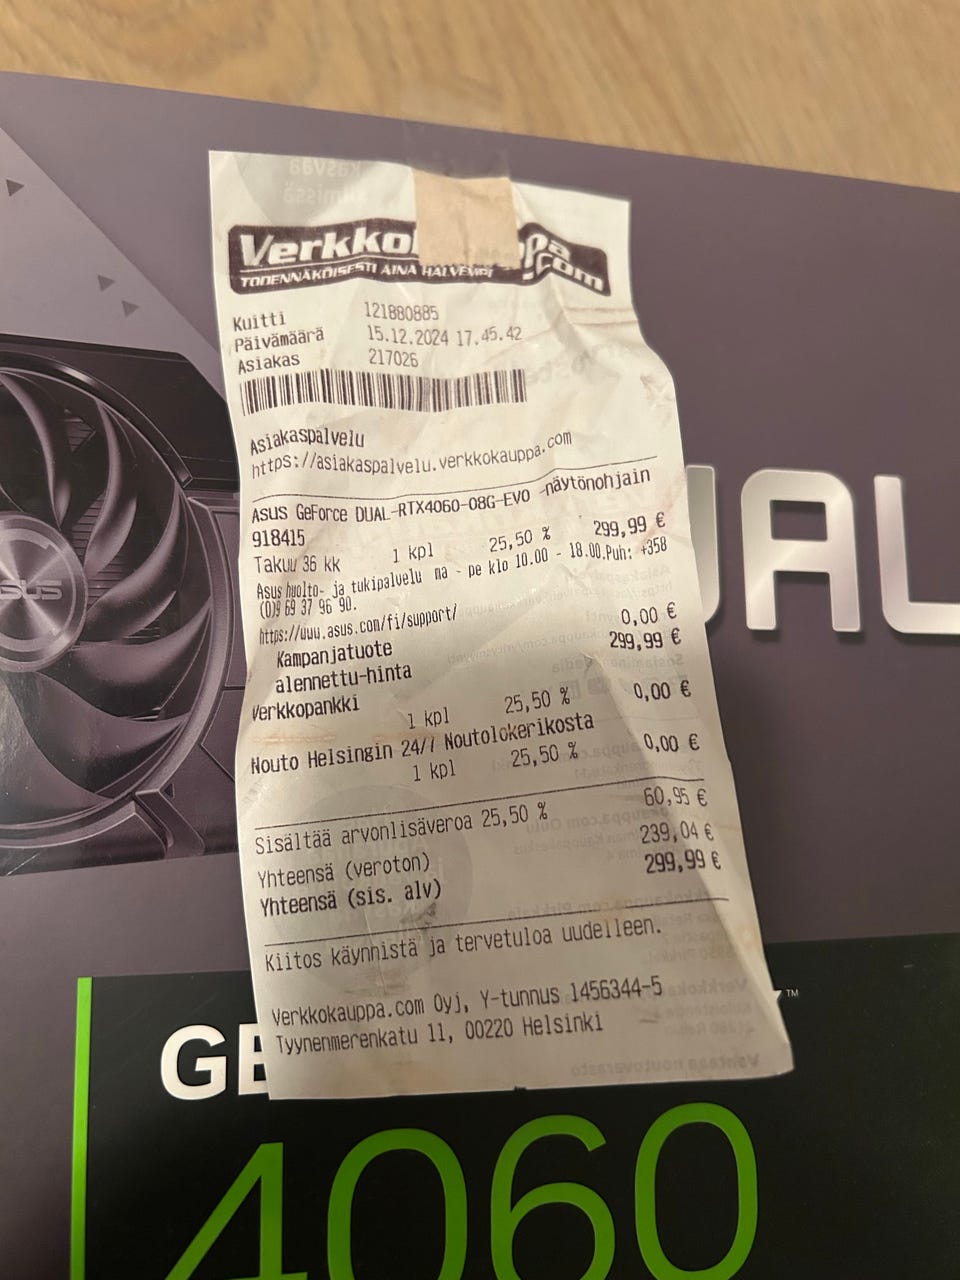 Verkko ppa
.com
TODENNÄKÖISESTI AINA HALVEMPI
Kuitti 121880885
Päivämäärä 15.12.2024 17.45.42
Asiakas 217026
Asiakaspalvelu
https://asiakaspalvelu.verkkokauppa.com
Asus GeForce DUAL-RTX4060-O8G-EVO -näytönohjain
918415
1 kpl 25,50 % 299,99 €
Takuu 36 kk
Asus huolto- ja tukipalvelu ma - pe klo 10.00 - 18.00.Puh: +358
(0)9 69 37 96 90.
https://www.asus.com/fi/support/
Kampanjatuote 0,00 €
alennettu-hinta 299,99 €
Verkkopankki
1 kpl 25,50 % 0,00 €
Nouto Helsingin 24/7 Noutolokerikosta
1 kpl 25,50 % 0,00 €
Sisältää arvonlisäveroa 25,50 % 60,95 €
Yhteensä (veroton) 239,04 €
Yhteensä (sis. alv) 299,99 €
Kiitos käynnistä ja tervetuloa uudelleen.
Verkkokauppa.com Oyj, Y-tunnus 1456344-5
Tyynenmerenkatu 11, 00220 Helsinki
ASUS
UAL
GE
™
4060